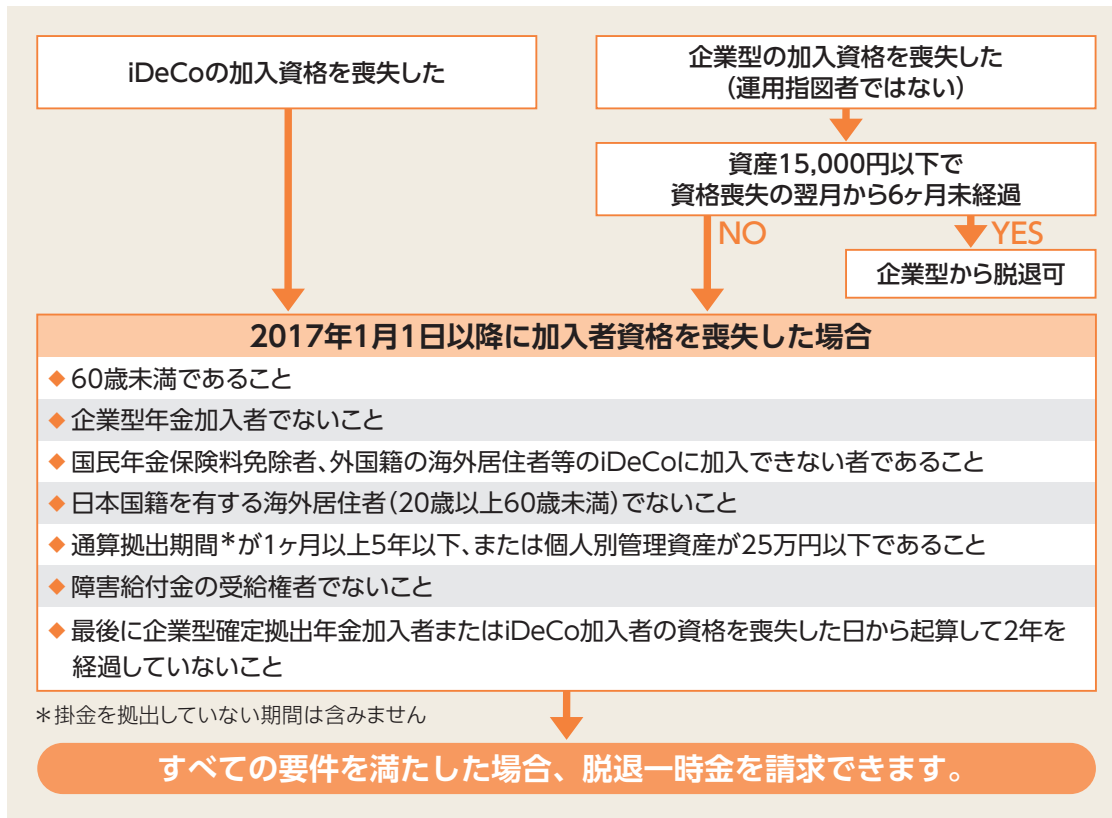 iDeCoの加入資格を喪失した
企業型の加入資格を喪失した
（運用指図者ではない）
資産15,000円以下で
資格喪失の翌月から6ヶ月未経過
NO
YES
企業型から脱退可
2017年1月1日以降に加入者資格を喪失した場合
◆60歳未満であること
◆企業型年金加入者でないこと
◆国民年金保険料免除者、外国籍の海外居住者等のiDeCoに加入できない者であること
◆日本国籍を有する海外居住者（20歳以上60歳未満）でないこと
◆通算拠出期間＊が1ヶ月以上5年以下、または個人別管理資産が25万円以下であること
◆障害給付金の受給権者でないこと
◆最後に企業型確定拠出年金加入者またはiDeCo加入者の資格を喪失した日から起算して2年を
経過していないこと
＊掛金を拠出していない期間は含みません
すべての要件を満たした場合、脱退一時金を請求できます。